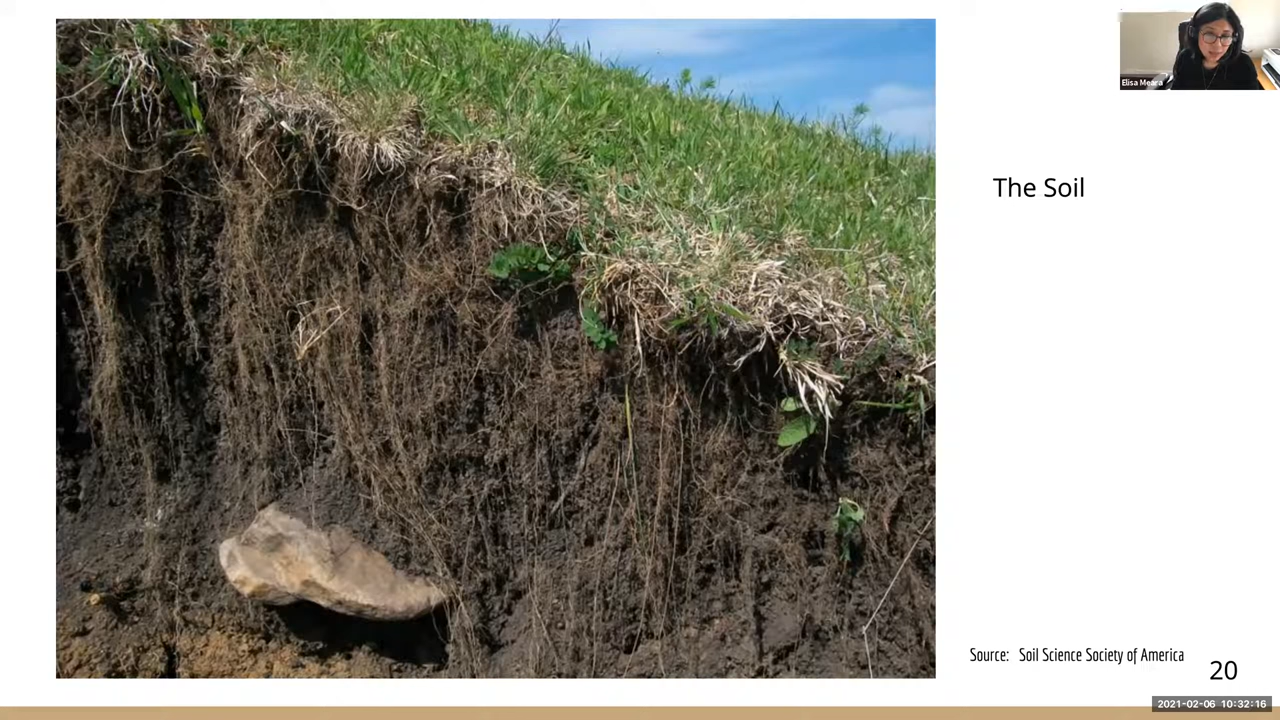 Elisa Meara
The Soil
Source: Soil Science Society of America
20
2021-02-06 10:32:16